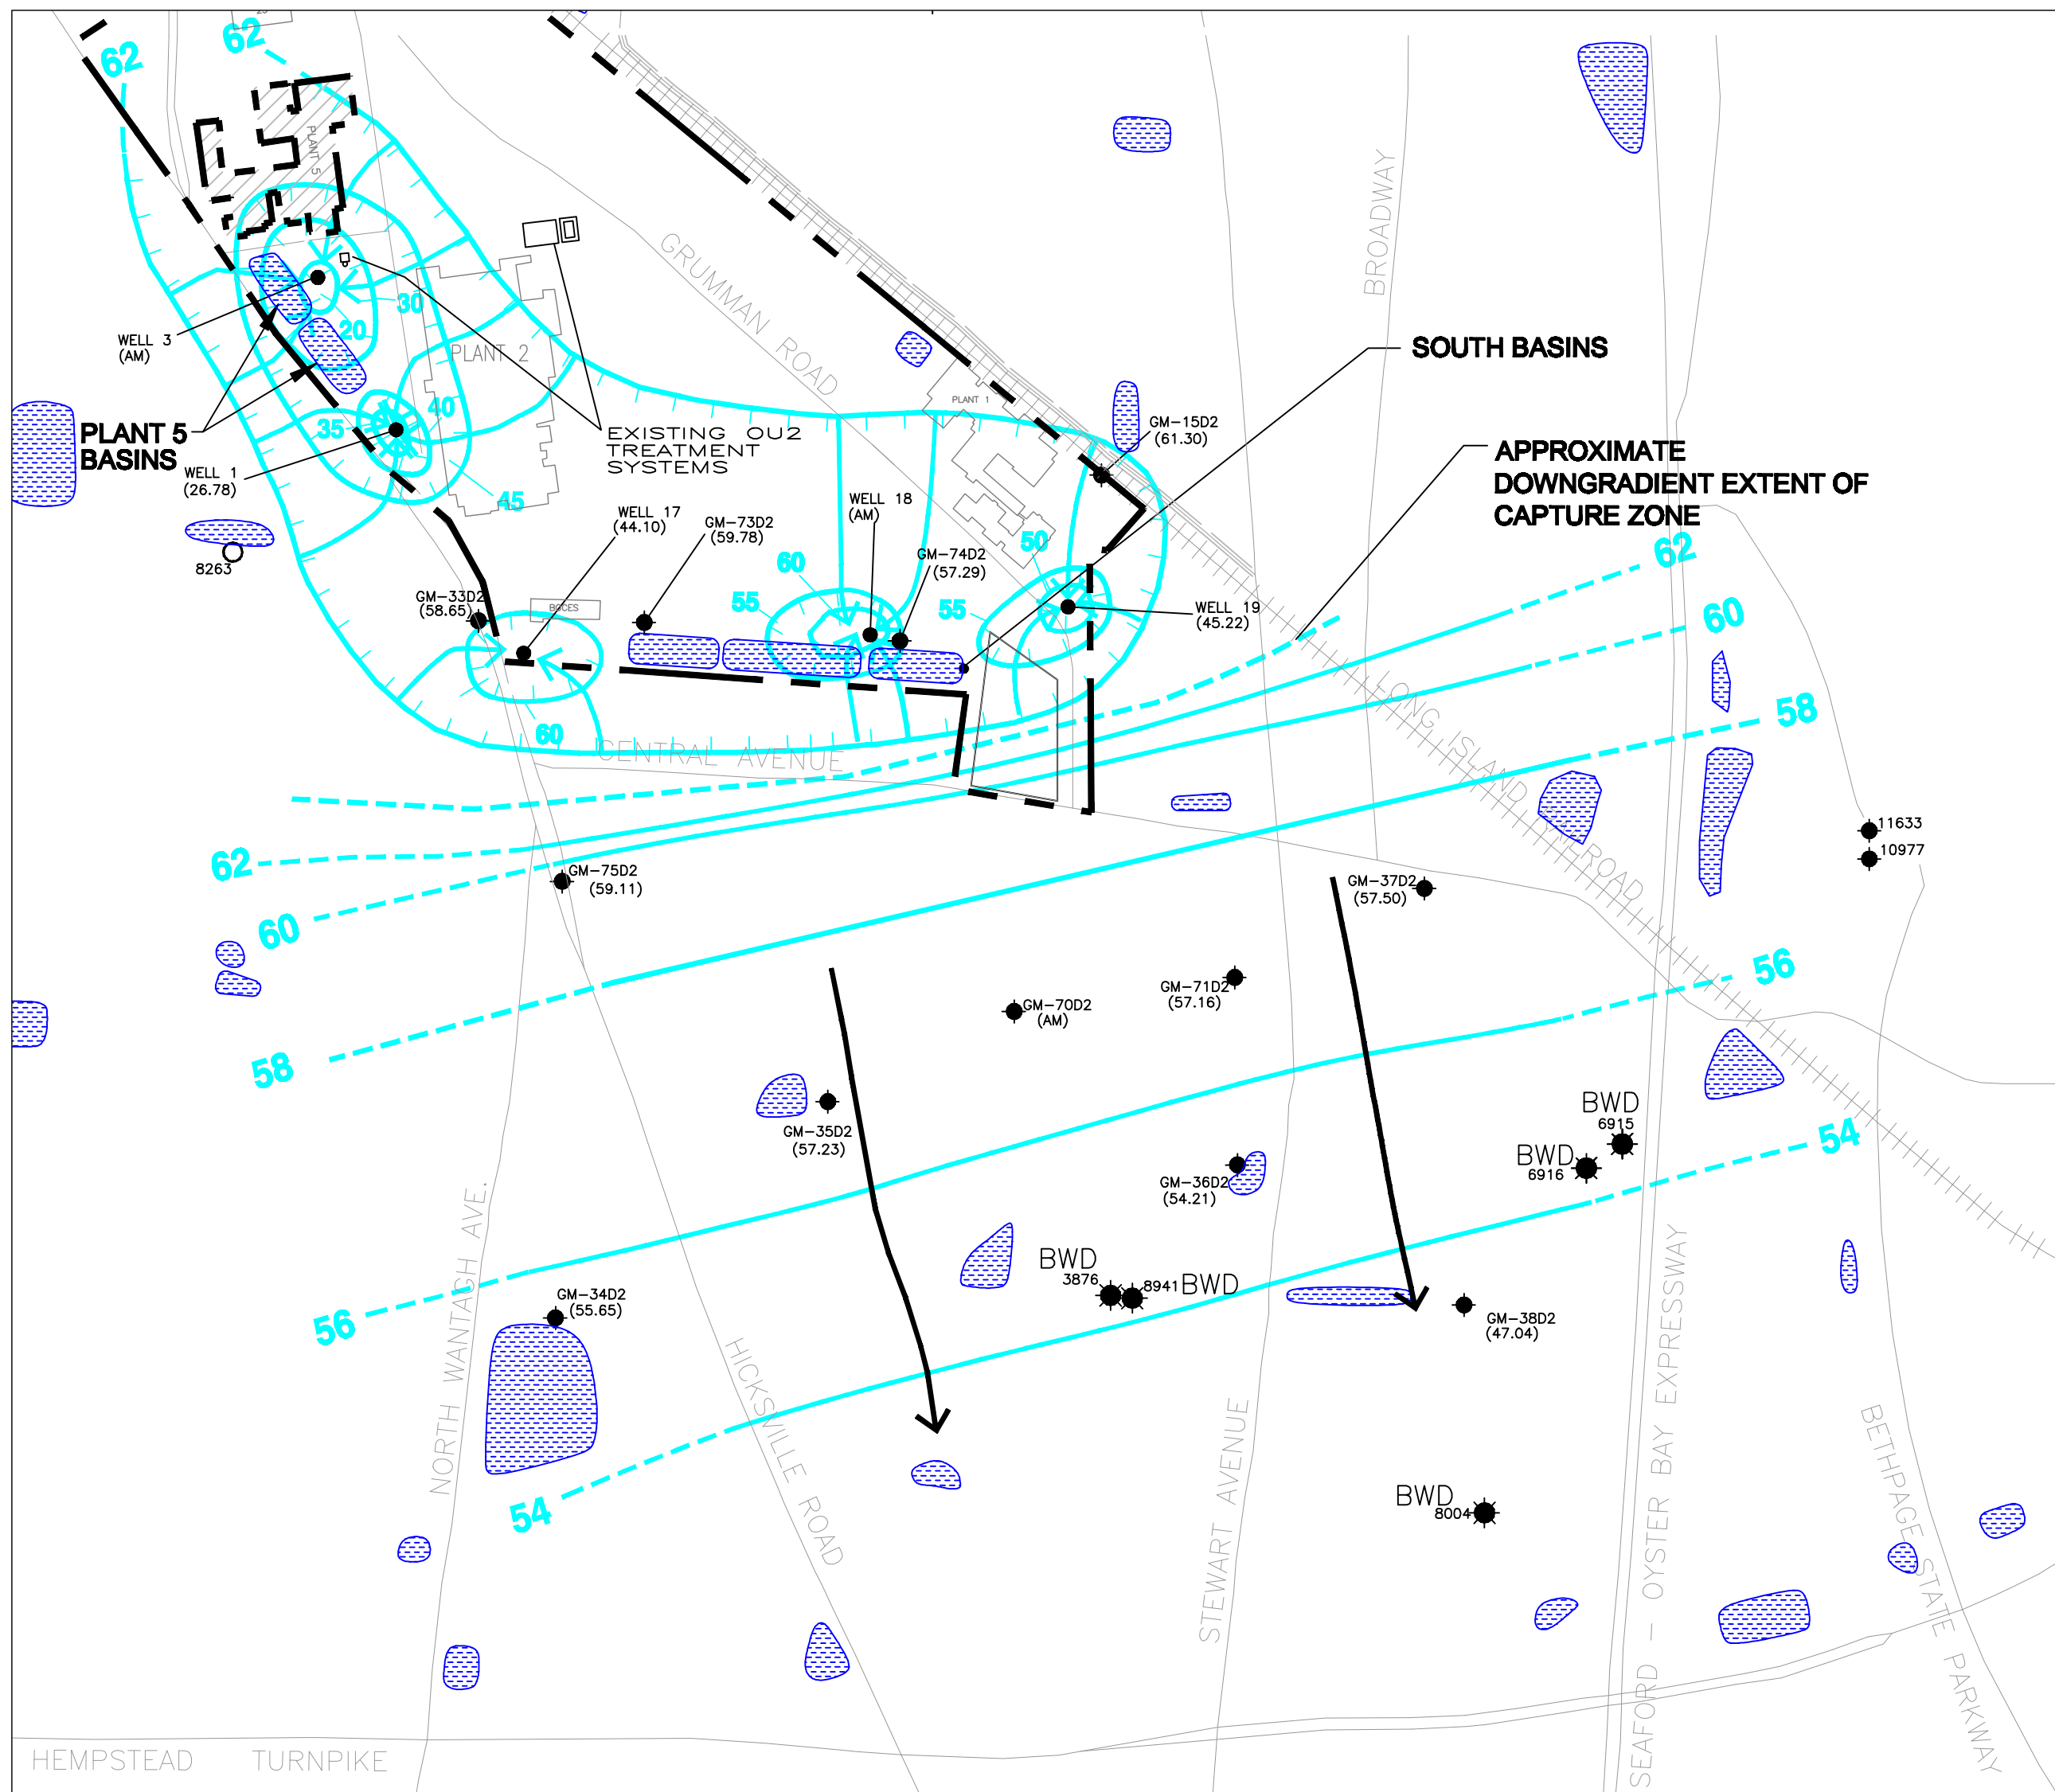 62
62
PLANT 5
30
20
WELL 3
(AM)
PLANT 2
GRUMMAN ROAD
BROADWAY
SOUTH BASINS
PLANT 1
40
35
PLANT 5
BASINS
WELL 1
(26.78)
EXISTING OU2
TREATMENT
SYSTEMS
GM-15D2
(61.30)
APPROXIMATE
DOWNGRADIENT EXTENT OF
CAPTURE ZONE
45
WELL 17
(44.10)
GM-73D2
(59.78)
WELL 18
(AM)
GM-74D2
(57.29)
50
60
55
55
8263
GM-33D2
(58.65)
BOCES
WELL 19
(45.22)
62
60
58
60
CENTRAL AVENUE
LONG ISLAND RAILROAD
62
60
58
GM-75D2
(59.11)
GM-37D2
(57.50)
11633
10977
56
GM-71D2
(57.16)
GM-70D2
(AM)
GM-35D2
(57.23)
BWD
6915
BWD
6916
54
GM-36D2
(54.21)
NORTH WANTAGH AVE.
BWD
3876
8941 BWD
GM-34D2
(55.65)
56
GM-38D2
(47.04)
HICKSVILLE ROAD
STEWART AVENUE
SEAFORD - OYSTER BAY EXPRESSWAY
BETHPAGE STATE PARKWAY
54
BWD
8004
HEMPSTEAD TURNPIKE